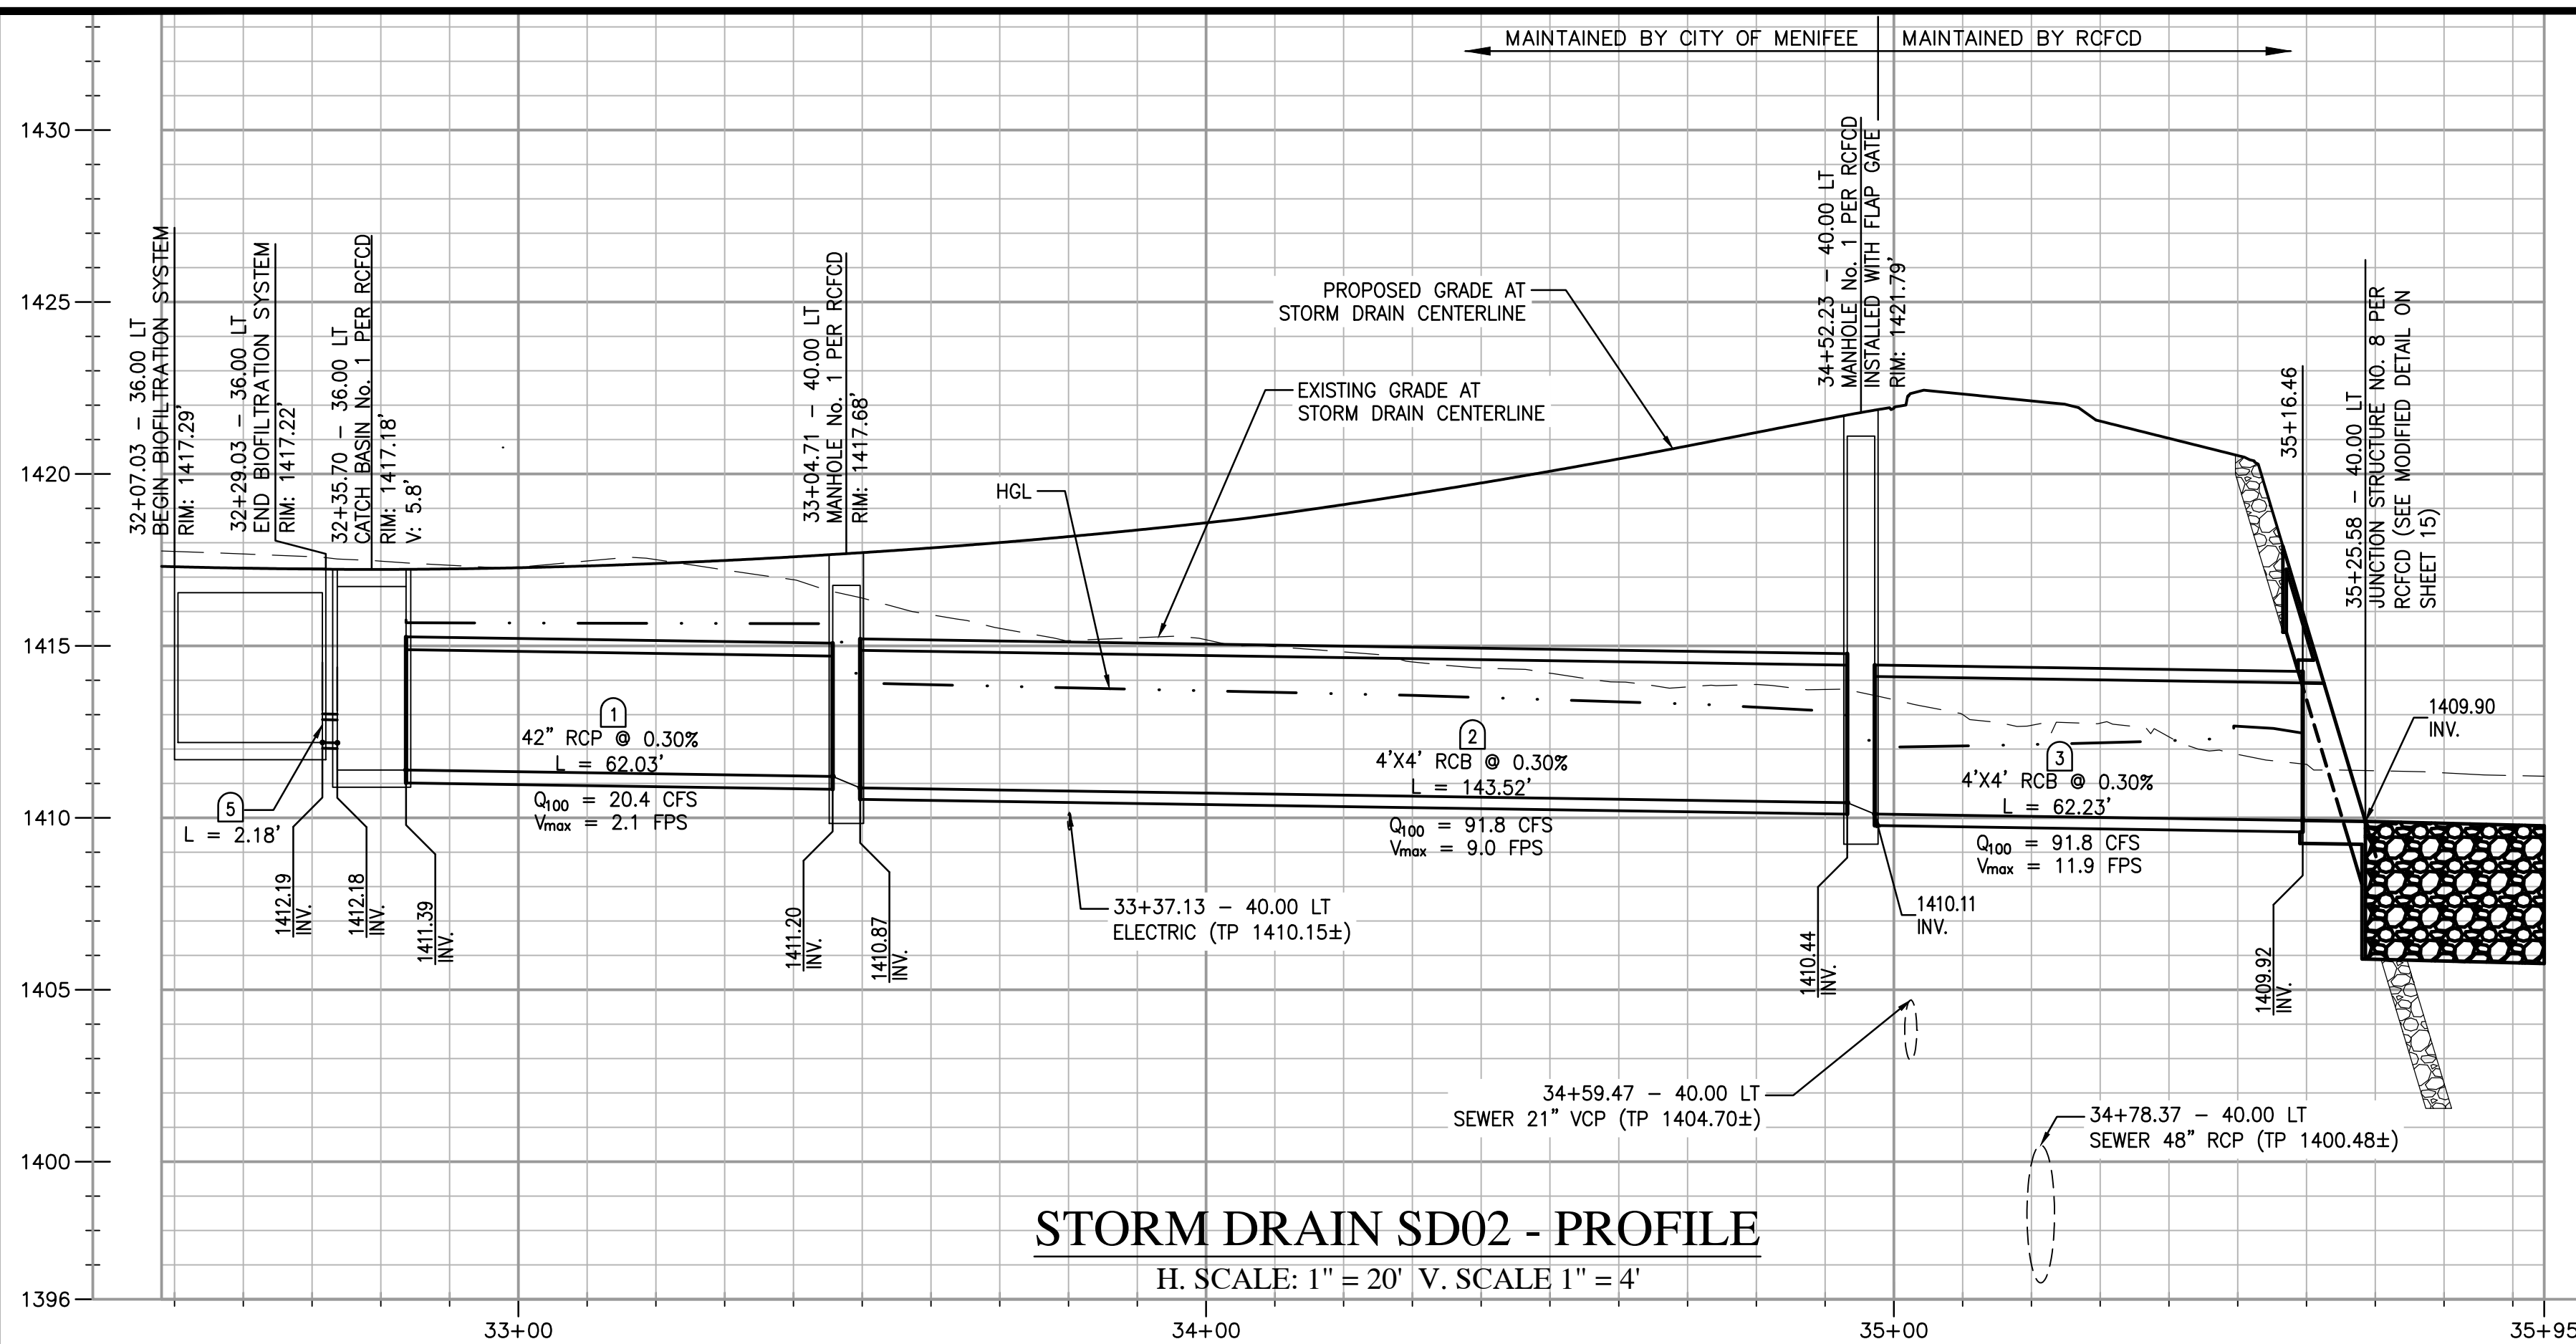 MAINTAINED BY CITY OF MENIFEE
MAINTAINED BY RCFCD
1430
1425
1420
1415
1410
1405
1400
1396
32+07.03 – 36.00 LT
BEGIN BIOFILTRATION SYSTEM
RIM: 1417.29'
32+29.03 – 36.00 LT
END BIOFILTRATION SYSTEM
RIM: 1417.22'
32+35.70 – 36.00 LT
CATCH BASIN No. 1 PER RCFCD
RIM: 1417.18'
V: 5.8'
33+04.71 – 40.00 LT
MANHOLE No. 1 PER RCFCD
RIM: 1417.68'
HGL
PROPOSED GRADE AT
STORM DRAIN CENTERLINE
EXISTING GRADE AT
STORM DRAIN CENTERLINE
34+52.23 – 40.00 LT
MANHOLE No. 1 PER RCFCD
INSTALLED WITH FLAP GATE
RIM: 1421.79'
35+16.46
35+25.58 – 40.00 LT
JUNCTION STRUCTURE NO. 8 PER
RCFCD (SEE MODIFIED DETAIL ON
SHEET 15)
1409.90
INV.
5
L = 2.18'
1
42" RCP @ 0.30%
L = 62.03'
Q100 = 20.4 CFS
Vmax = 2.1 FPS
2
4'X4' RCB @ 0.30%
L = 143.52'
Q100 = 91.8 CFS
Vmax = 9.0 FPS
3
4'X4' RCB @ 0.30%
L = 62.23'
Q100 = 91.8 CFS
Vmax = 11.9 FPS
1412.19
INV.
1412.18
INV.
1411.39
INV.
1411.20
INV.
1410.87
INV.
33+37.13 – 40.00 LT
ELECTRIC (TP 1410.15±)
1410.44
INV.
1410.11
INV.
1409.92
INV.
34+59.47 – 40.00 LT
SEWER 21" VCP (TP 1404.70±)
34+78.37 – 40.00 LT
SEWER 48" RCP (TP 1400.48±)
STORM DRAIN SD02 - PROFILE
H. SCALE: 1" = 20' V. SCALE 1" = 4'
33+00
34+00
35+00
35+95